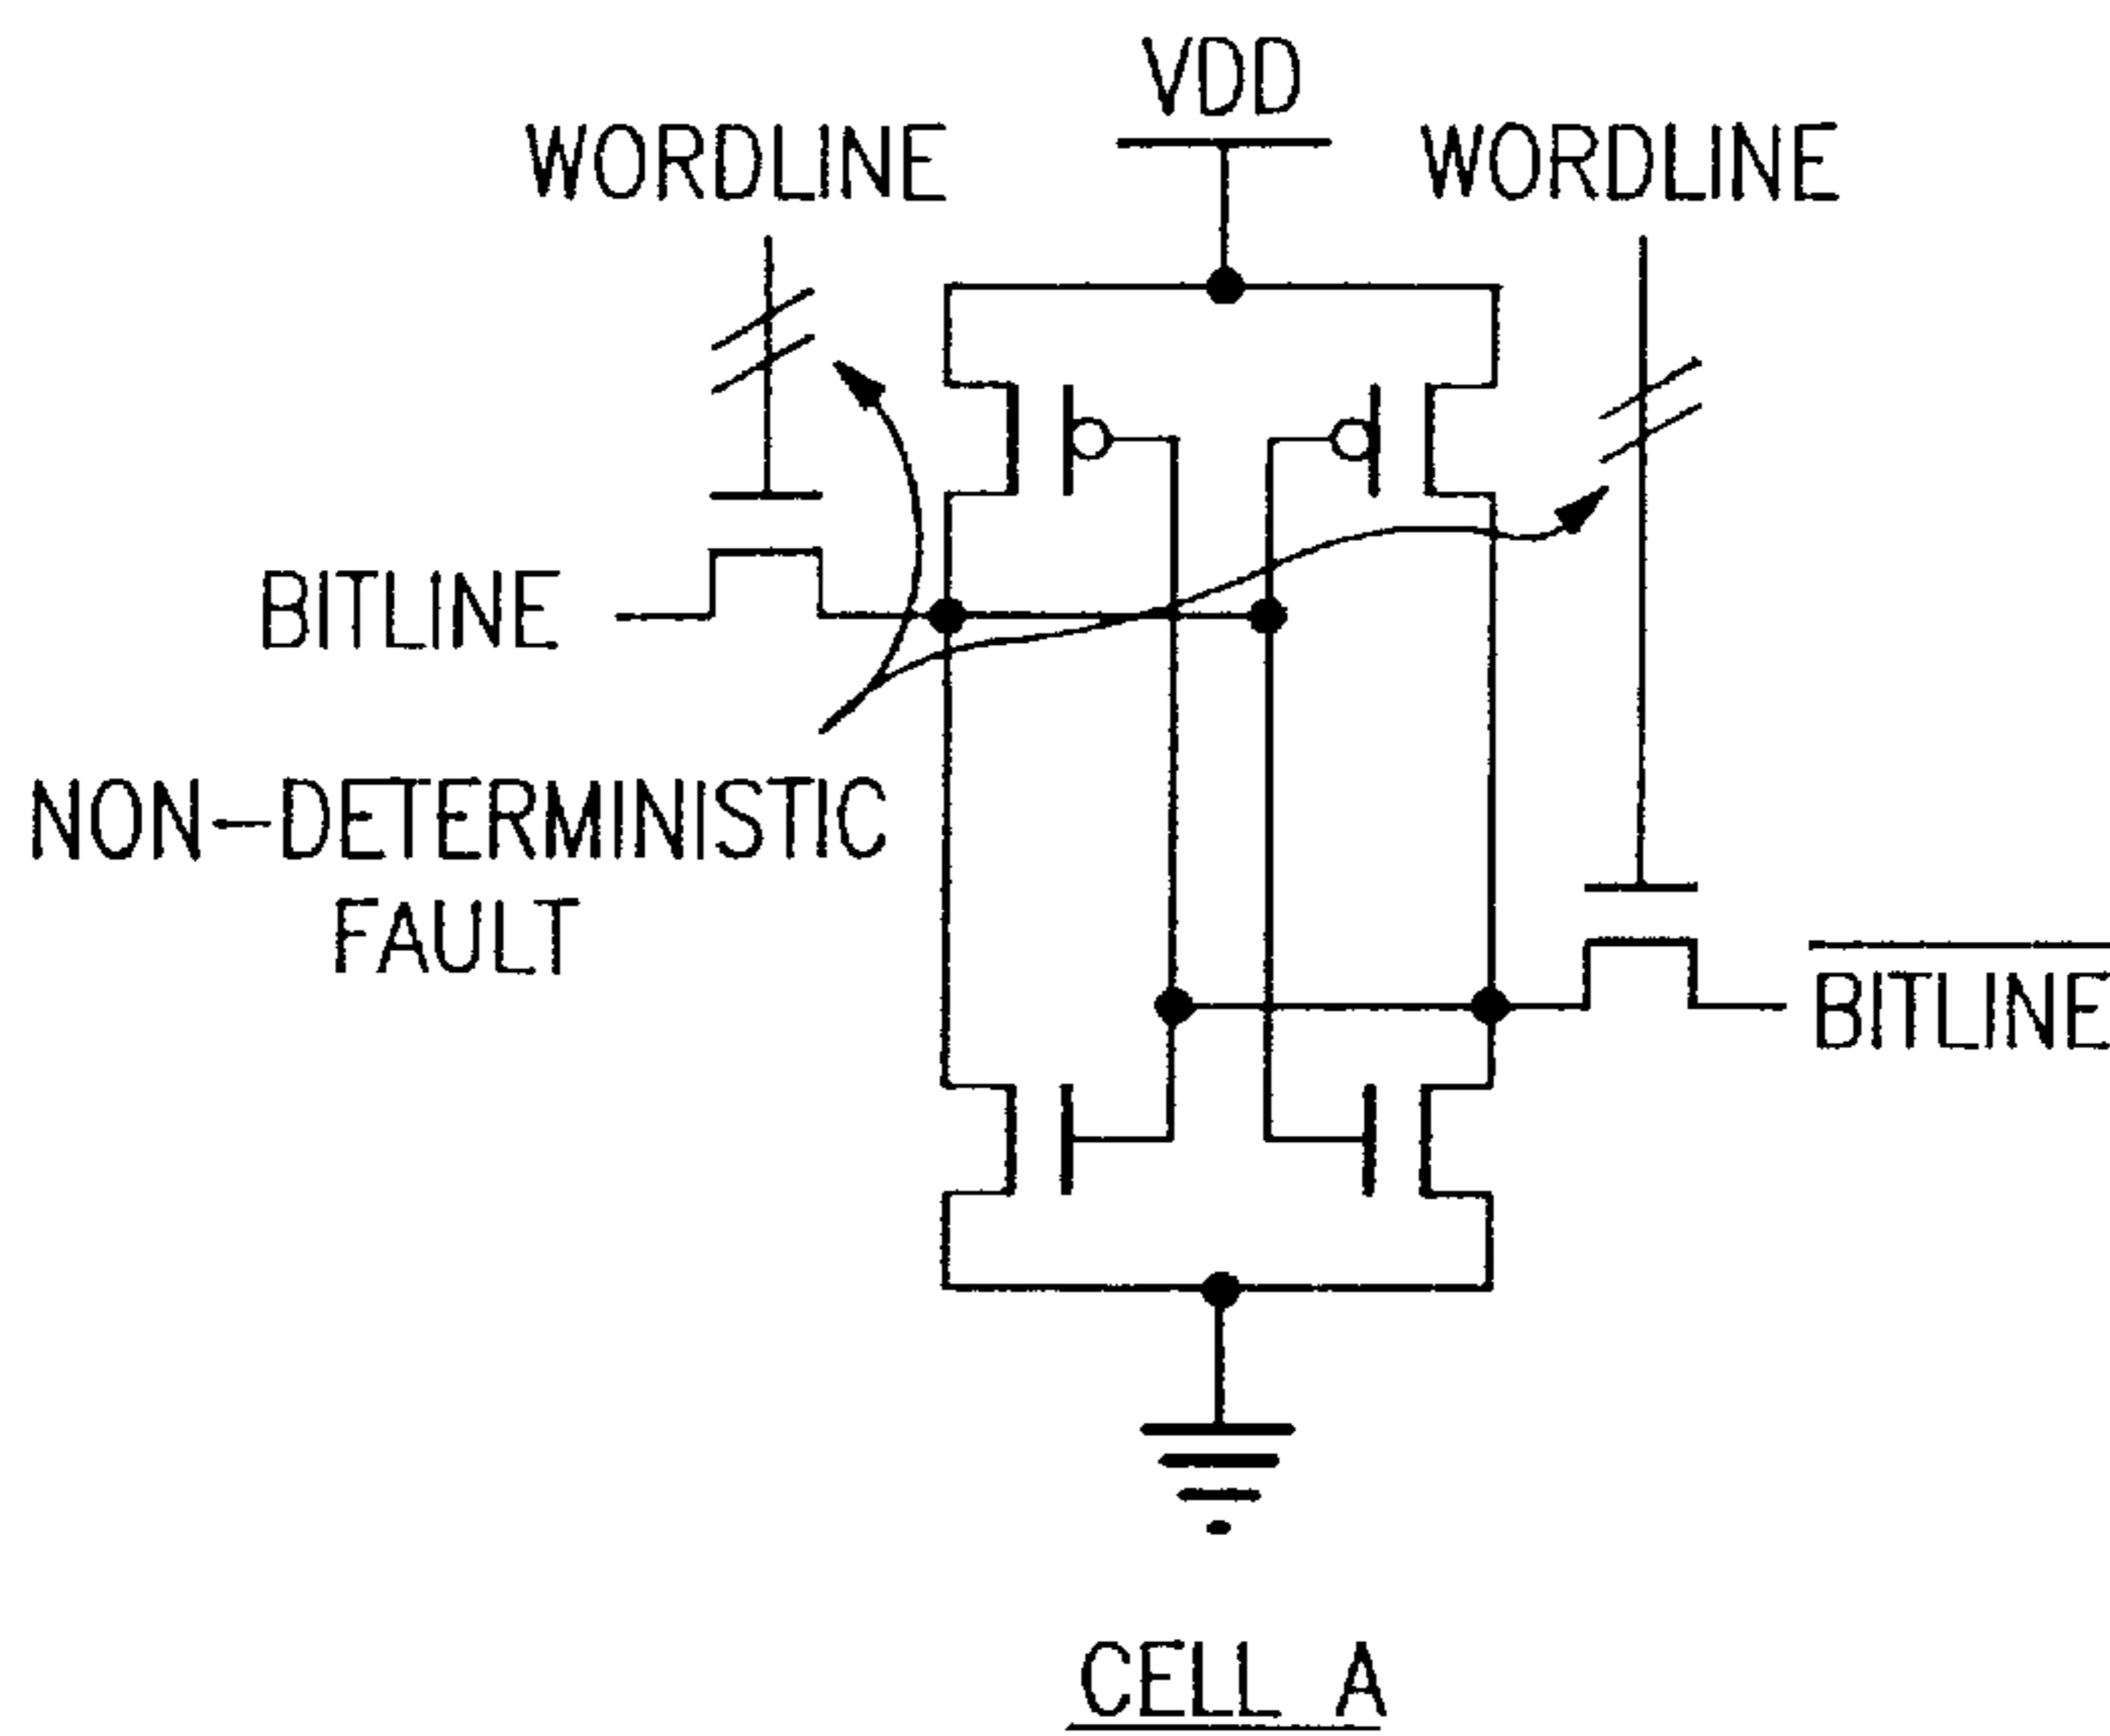 VDD
WORDLINE
WORDLINE
BITLINE
NON-DETERMINISTIC
FAULT
BITLINE
CELL A